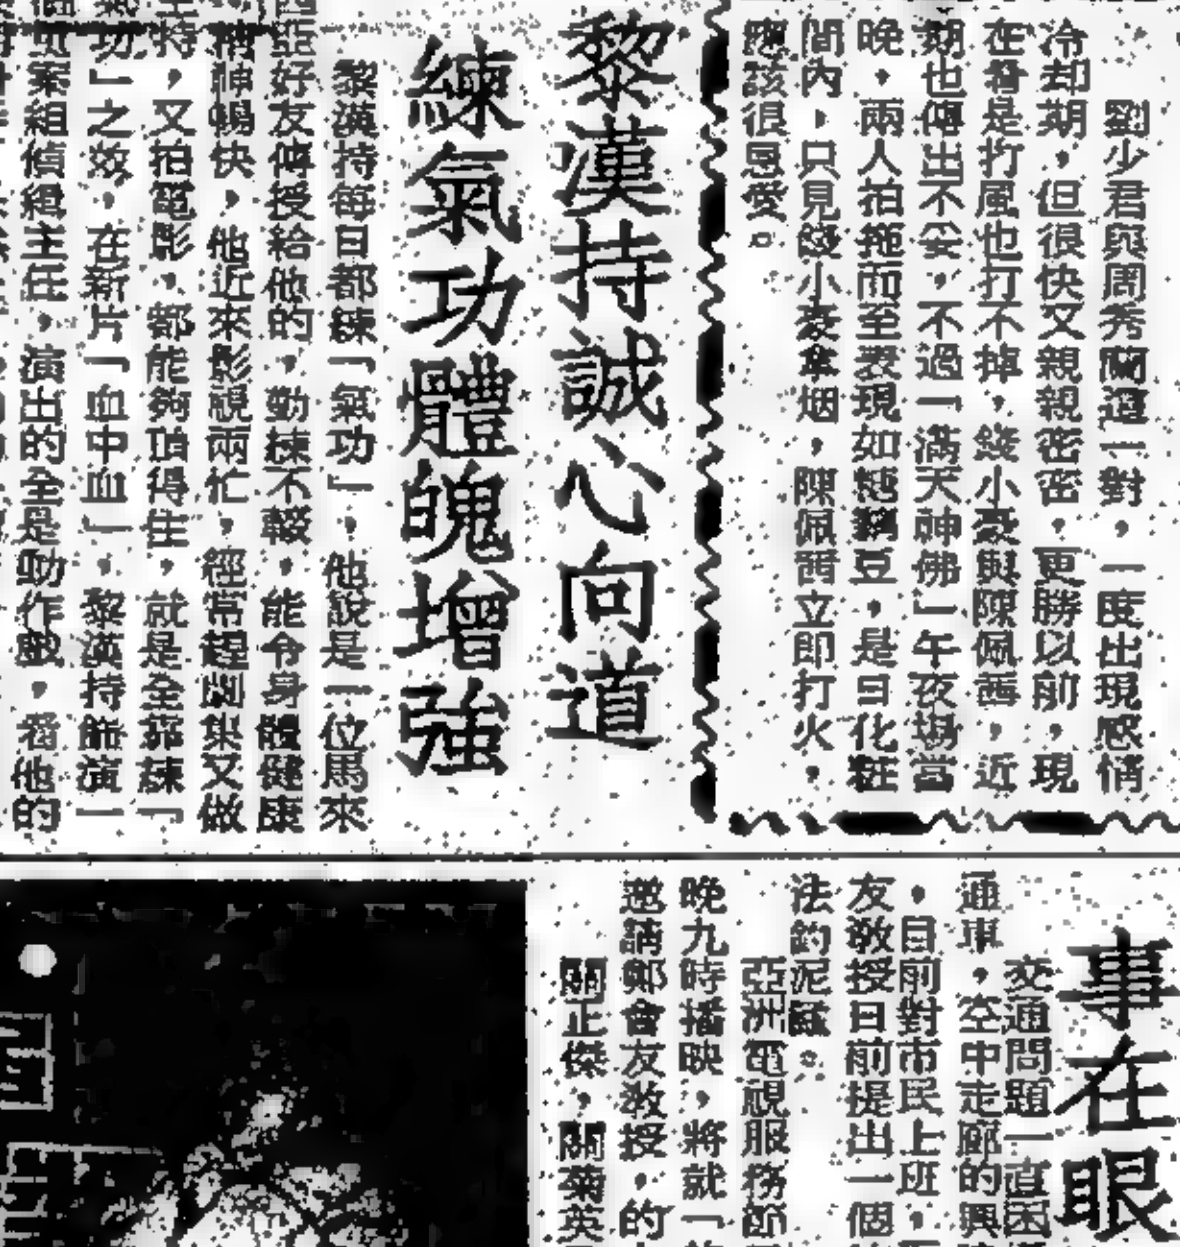 劉少君與周秀蘭這一對，一度出現感情
冷却期，但很快又親親密密，更勝以前，現
在看是打風也打不掉，錢小豪與陳佩茜，近
期也傳出不妥，不過「滿天神佛」午夜場當
晚，兩人拍拖而至表現如糖黐豆，是日化粧
間內，只見錢小豪拿烟，陳佩茜立即打火，
應該很恩愛。
黎漢持誠心向道
練氣功體魄增強
黎漢持每日都練「氣功」，他說是一位馬來
亞好友傳授給他的，勤練不輟，能令身體健康
精神暢快，他近來影視兩忙，經常趕劇集又做
持，又拍電影，都能夠頂得住，就是全靠練「
功」之效，在新片「血中血」，黎漢持飾演一
案組偵緝主任，演出的全是動作戲，看他的
事在眼
交通問題一直困
通車，空中走廊的興
，目前對市民上班，
友教授日前提出一個
法的
亞洲電視服務節
晚九時播映，將就「
邀請鄭會友教授，的
關正傑，關菊英